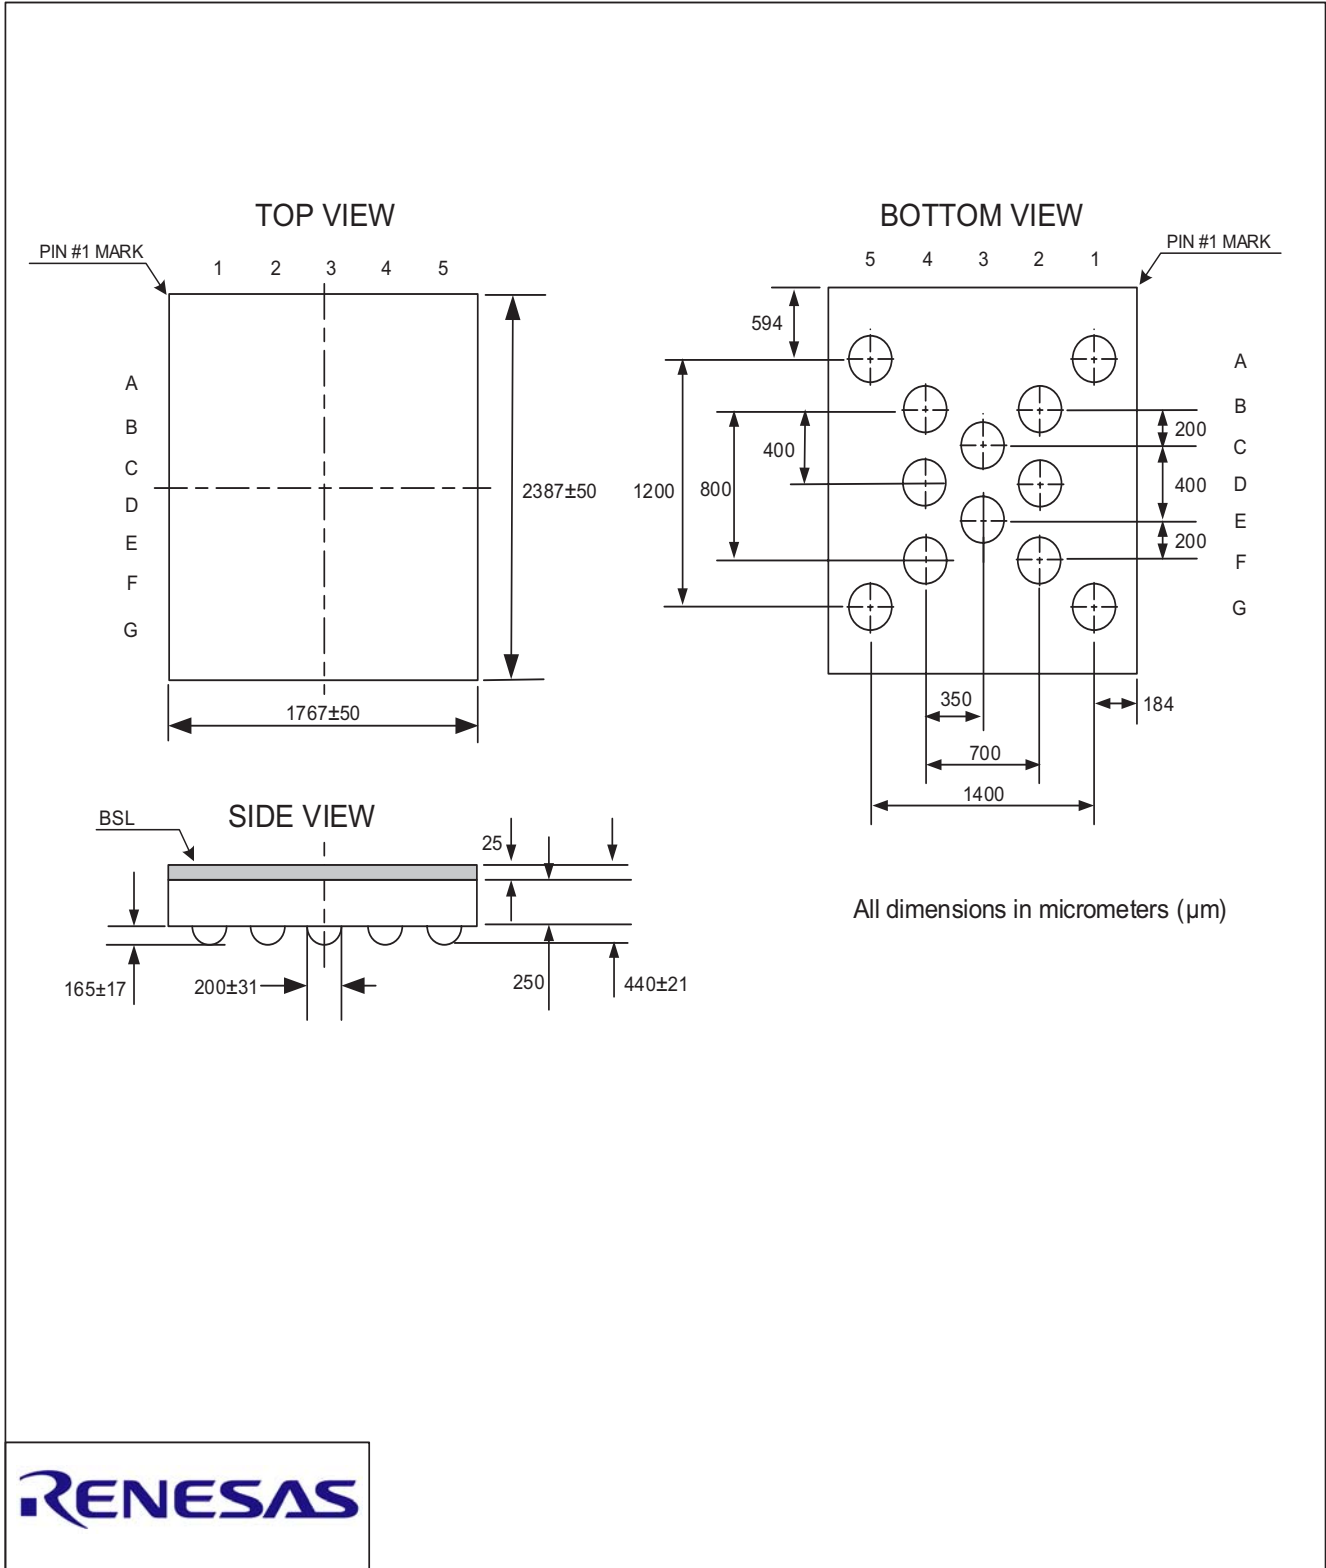 TOP VIEW
PIN #1 MARK
1 2 3 4 5
A
B
C
D
E
F
G
2387±50
1767±50
BOTTOM VIEW
PIN #1 MARK
5 4 3 2 1
594
1200
800
400
A
B
C
D
E
F
G
200
400
200
350
184
700
1400
SIDE VIEW
BSL
25
165±17
200±31
250
440±21
All dimensions in micrometers (µm)
RENESAS